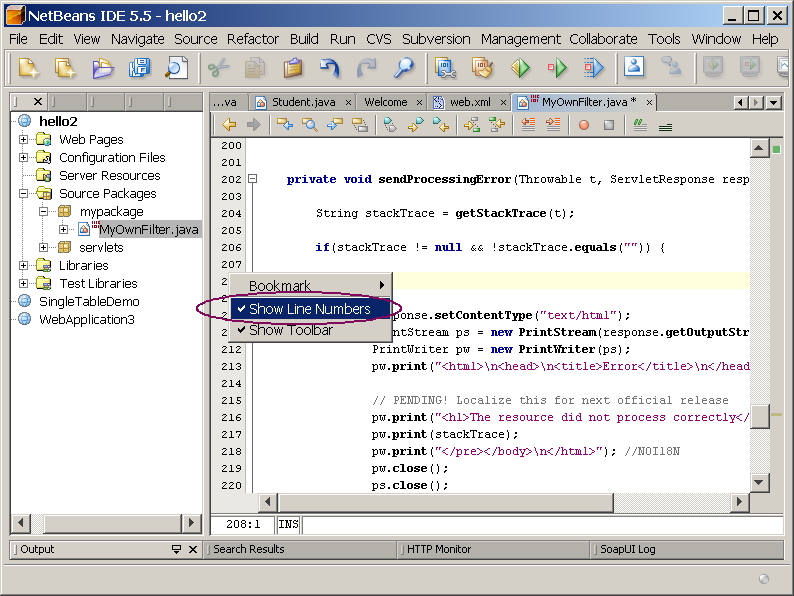 NetBeans IDE 5.5 - hello2
File Edit View Navigate Source Refactor Build Run CVS Subversion Management Collaborate Tools Window Help
...va Student.java Welcome web.xml MyOwnFilter.java *
hello2
Web Pages
Configuration Files
Server Resources
Source Packages
mypackage
MyOwnFilter.java
servlets
Libraries
Test Libraries
SingleTableDemo
WebApplication3
200
201
202 private void sendProcessingError(Throwable t, ServletResponse resp
203
204 String stackTrace = getStackTrace(t);
205
206 if(stackTrace != null && !stackTrace.equals("")) {
207
2
Bookmark
Show Line Numbers
Show Toolbar
ponse.setContentType("text/html");
ntStream ps = new PrintStream(response.getOutputStr
212 PrintWriter pw = new PrintWriter(ps);
213 pw.print("<html>\n<head>\n<title>Error</title>\n</head
214
215 // PENDING! Localize this for next official release
216 pw.print("<h1>The resource did not process correctly</
217 pw.print(stackTrace);
218 pw.print("</pre></body>\n</html>"); //NOI18N
219 pw.close();
220 ps.close();
208:1 INS
Output
Search Results
HTTP Monitor
SoapUI Log